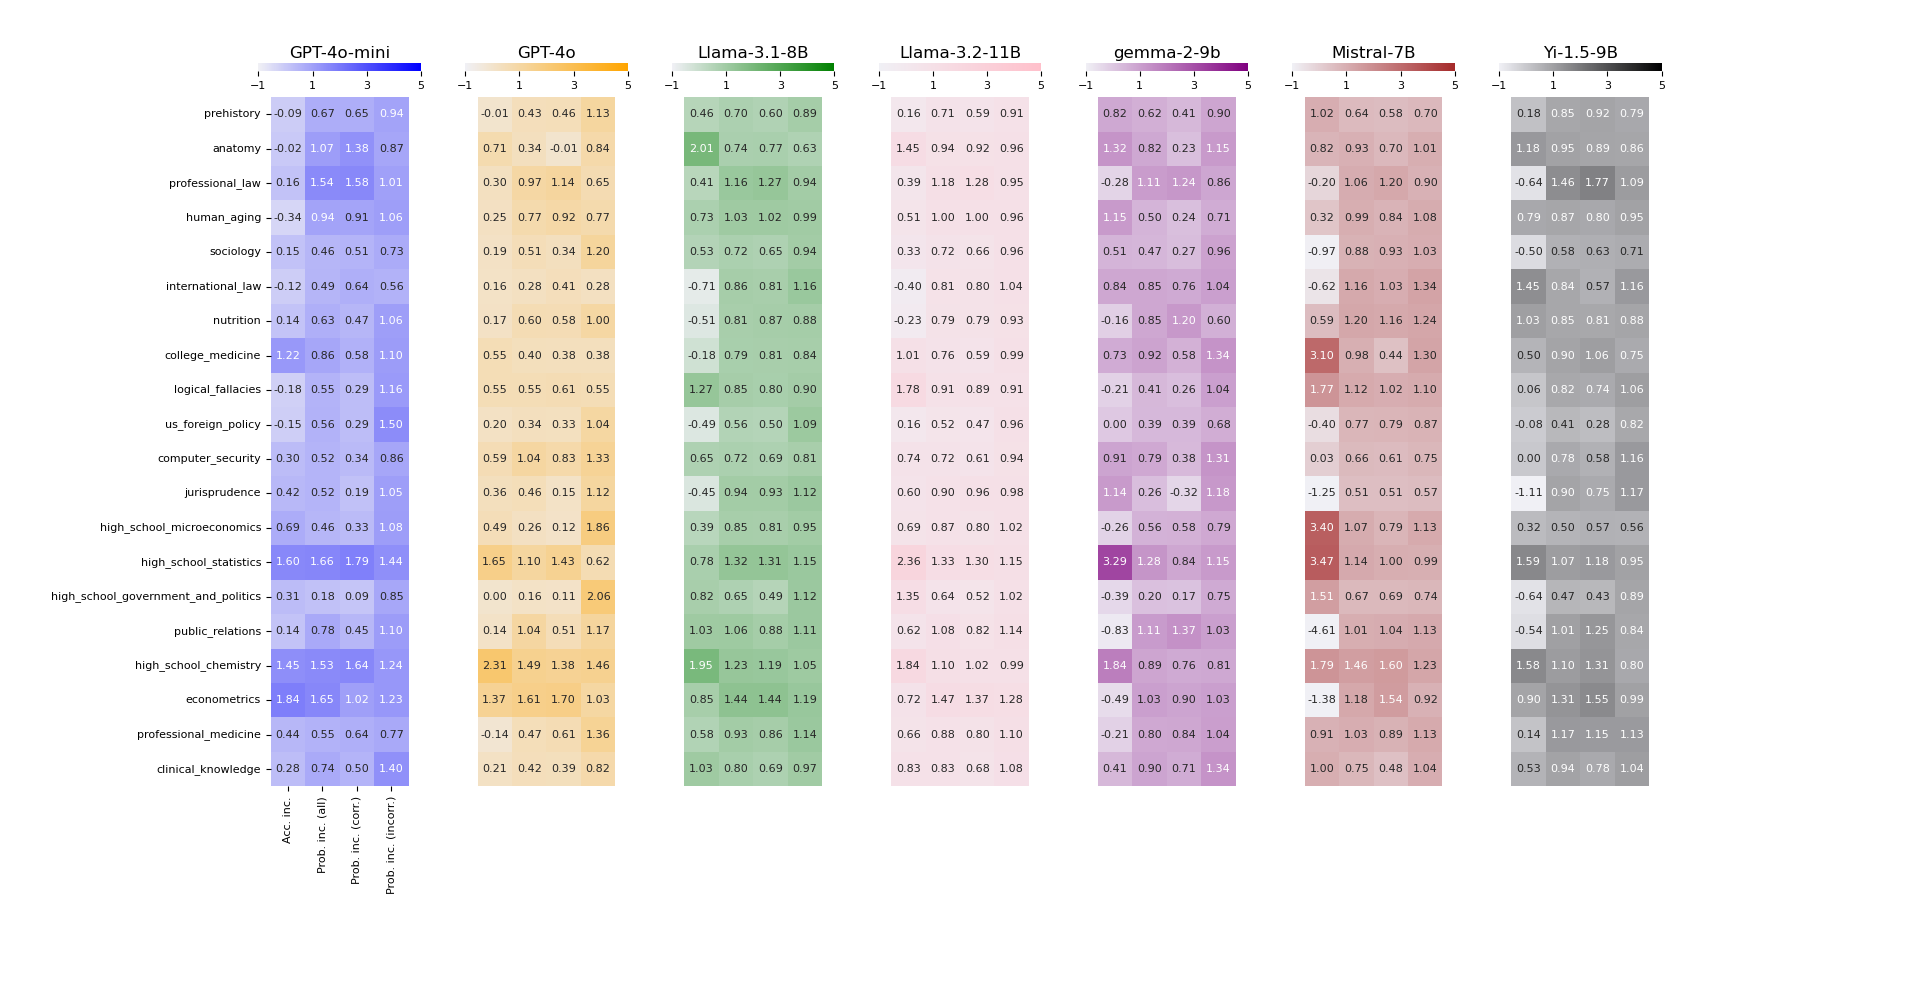 GPT-4o-mini GPT-4o Llama-3.1-8B Llama-3.2-11B gemma-2-9b Mistral-7B Yi-1.5-9B
−1 1 3 5 −1 1 3 5 −1 1 3 5 −1 1 3 5 −1 1 3 5 −1 1 3 5 −1 1 3 5
prehistory -0.09 0.67 0.65 0.94 -0.01 0.43 0.46 1.13 0.46 0.70 0.60 0.89 0.16 0.71 0.59 0.91 0.82 0.62 0.41 0.90 1.02 0.64 0.58 0.70 0.18 0.85 0.92 0.79
anatomy -0.02 1.07 1.38 0.87 0.71 0.34 -0.01 0.84 2.01 0.74 0.77 0.63 1.45 0.94 0.92 0.96 1.32 0.82 0.23 1.15 0.82 0.93 0.70 1.01 1.18 0.95 0.89 0.86
professional_law 0.16 1.54 1.58 1.01 0.30 0.97 1.14 0.65 0.41 1.16 1.27 0.94 0.39 1.18 1.28 0.95 -0.28 1.11 1.24 0.86 -0.20 1.06 1.20 0.90 -0.64 1.46 1.77 1.09
human_aging -0.34 0.94 0.91 1.06 0.25 0.77 0.92 0.77 0.73 1.03 1.02 0.99 0.51 1.00 1.00 0.96 1.15 0.50 0.24 0.71 0.32 0.99 0.84 1.08 0.79 0.87 0.80 0.95
sociology 0.15 0.46 0.51 0.73 0.19 0.51 0.34 1.20 0.53 0.72 0.65 0.94 0.33 0.72 0.66 0.96 0.51 0.47 0.27 0.96 -0.97 0.88 0.93 1.03 -0.50 0.58 0.63 0.71
international_law -0.12 0.49 0.64 0.56 0.16 0.28 0.41 0.28 -0.71 0.86 0.81 1.16 -0.40 0.81 0.80 1.04 0.84 0.85 0.76 1.04 -0.62 1.16 1.03 1.34 1.45 0.84 0.57 1.16
nutrition 0.14 0.63 0.47 1.06 0.17 0.60 0.58 1.00 -0.51 0.81 0.87 0.88 -0.23 0.79 0.79 0.93 -0.16 0.85 1.20 0.60 0.59 1.20 1.16 1.24 1.03 0.85 0.81 0.88
college_medicine 1.22 0.86 0.58 1.10 0.55 0.40 0.38 0.38 -0.18 0.79 0.81 0.84 1.01 0.76 0.59 0.99 0.73 0.92 0.58 1.34 3.10 0.98 0.44 1.30 0.50 0.90 1.06 0.75
logical_fallacies -0.18 0.55 0.29 1.16 0.55 0.55 0.61 0.55 1.27 0.85 0.80 0.90 1.78 0.91 0.89 0.91 -0.21 0.41 0.26 1.04 1.77 1.12 1.02 1.10 0.06 0.82 0.74 1.06
us_foreign_policy -0.15 0.56 0.29 1.50 0.20 0.34 0.33 1.04 -0.49 0.56 0.50 1.09 0.16 0.52 0.47 0.96 0.00 0.39 0.39 0.68 -0.40 0.77 0.79 0.87 -0.08 0.41 0.28 0.82
computer_security 0.30 0.52 0.34 0.86 0.59 1.04 0.83 1.33 0.65 0.72 0.69 0.81 0.74 0.72 0.61 0.94 0.91 0.79 0.38 1.31 0.03 0.66 0.61 0.75 0.00 0.78 0.58 1.16
jurisprudence 0.42 0.52 0.19 1.05 0.36 0.46 0.15 1.12 -0.45 0.94 0.93 1.12 0.60 0.90 0.96 0.98 1.14 0.26 -0.32 1.18 -1.25 0.51 0.51 0.57 -1.11 0.90 0.75 1.17
high_school_microeconomics 0.69 0.46 0.33 1.08 0.49 0.26 0.12 1.86 0.39 0.85 0.81 0.95 0.69 0.87 0.80 1.02 -0.26 0.56 0.58 0.79 3.40 1.07 0.79 1.13 0.32 0.50 0.57 0.56
high_school_statistics 1.60 1.66 1.79 1.44 1.65 1.10 1.43 0.62 0.78 1.32 1.31 1.15 2.36 1.33 1.30 1.15 3.29 1.28 0.84 1.15 3.47 1.14 1.00 0.99 1.59 1.07 1.18 0.95
high_school_government_and_politics 0.31 0.18 0.09 0.85 0.00 0.16 0.11 2.06 0.82 0.65 0.49 1.12 1.35 0.64 0.52 1.02 -0.39 0.20 0.17 0.75 1.51 0.67 0.69 0.74 -0.64 0.47 0.43 0.89
public_relations 0.14 0.78 0.45 1.10 0.14 1.04 0.51 1.17 1.03 1.06 0.88 1.11 0.62 1.08 0.82 1.14 -0.83 1.11 1.37 1.03 -4.61 1.01 1.04 1.13 -0.54 1.01 1.25 0.84
high_school_chemistry 1.45 1.53 1.64 1.24 2.31 1.49 1.38 1.46 1.95 1.23 1.19 1.05 1.84 1.10 1.02 0.99 1.84 0.89 0.76 0.81 1.79 1.46 1.60 1.23 1.58 1.10 1.31 0.80
econometrics 1.84 1.65 1.02 1.23 1.37 1.61 1.70 1.03 0.85 1.44 1.44 1.19 0.72 1.47 1.37 1.28 -0.49 1.03 0.90 1.03 -1.38 1.18 1.54 0.92 0.90 1.31 1.55 0.99
professional_medicine 0.44 0.55 0.64 0.77 -0.14 0.47 0.61 1.36 0.58 0.93 0.86 1.14 0.66 0.88 0.80 1.10 -0.21 0.80 0.84 1.04 0.91 1.03 0.89 1.13 0.14 1.17 1.15 1.13
clinical_knowledge 0.28 0.74 0.50 1.40 0.21 0.42 0.39 0.82 1.03 0.80 0.69 0.97 0.83 0.83 0.68 1.08 0.41 0.90 0.71 1.34 1.00 0.75 0.48 1.04 0.53 0.94 0.78 1.04
Acc. inc.
Prob. inc. (all)
Prob. inc. (corr.)
Prob. inc. (incorr.)